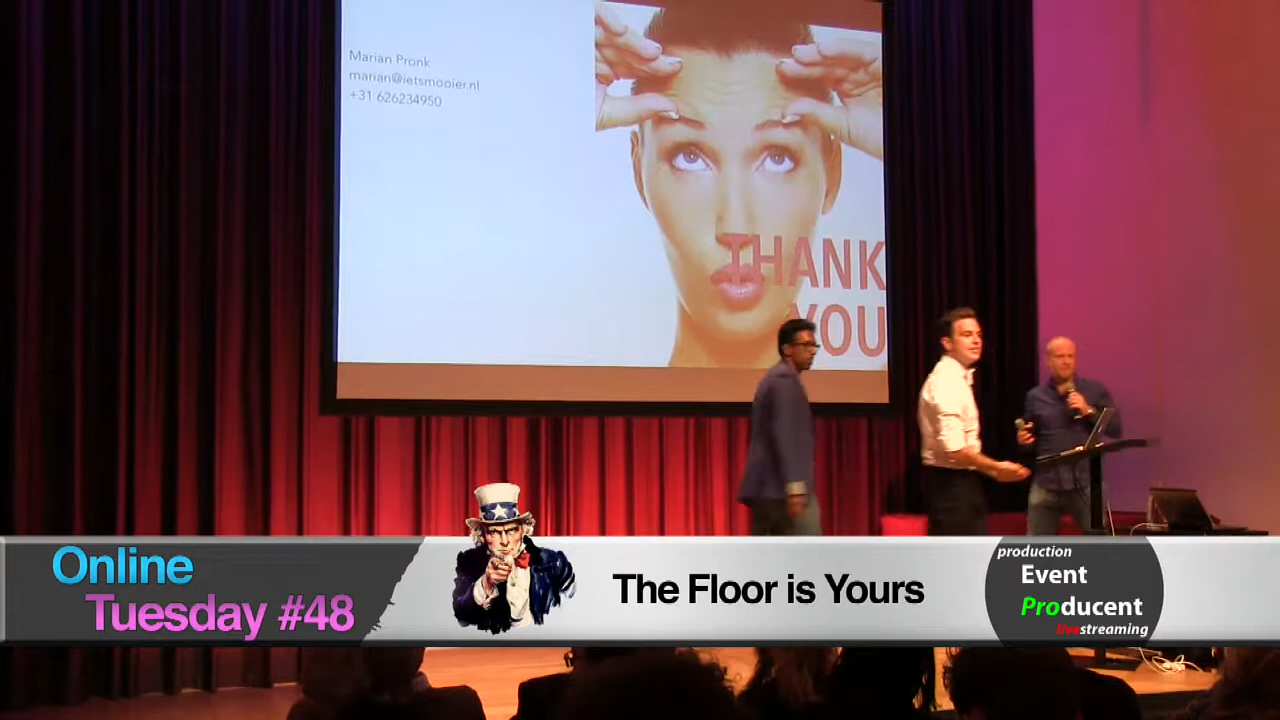 Marian Pronk
marian@ietsmooier.nl
+31 626234950
THANK
YOU
Online
Tuesday #48
The Floor is Yours
production
Event
Producent
livestreaming